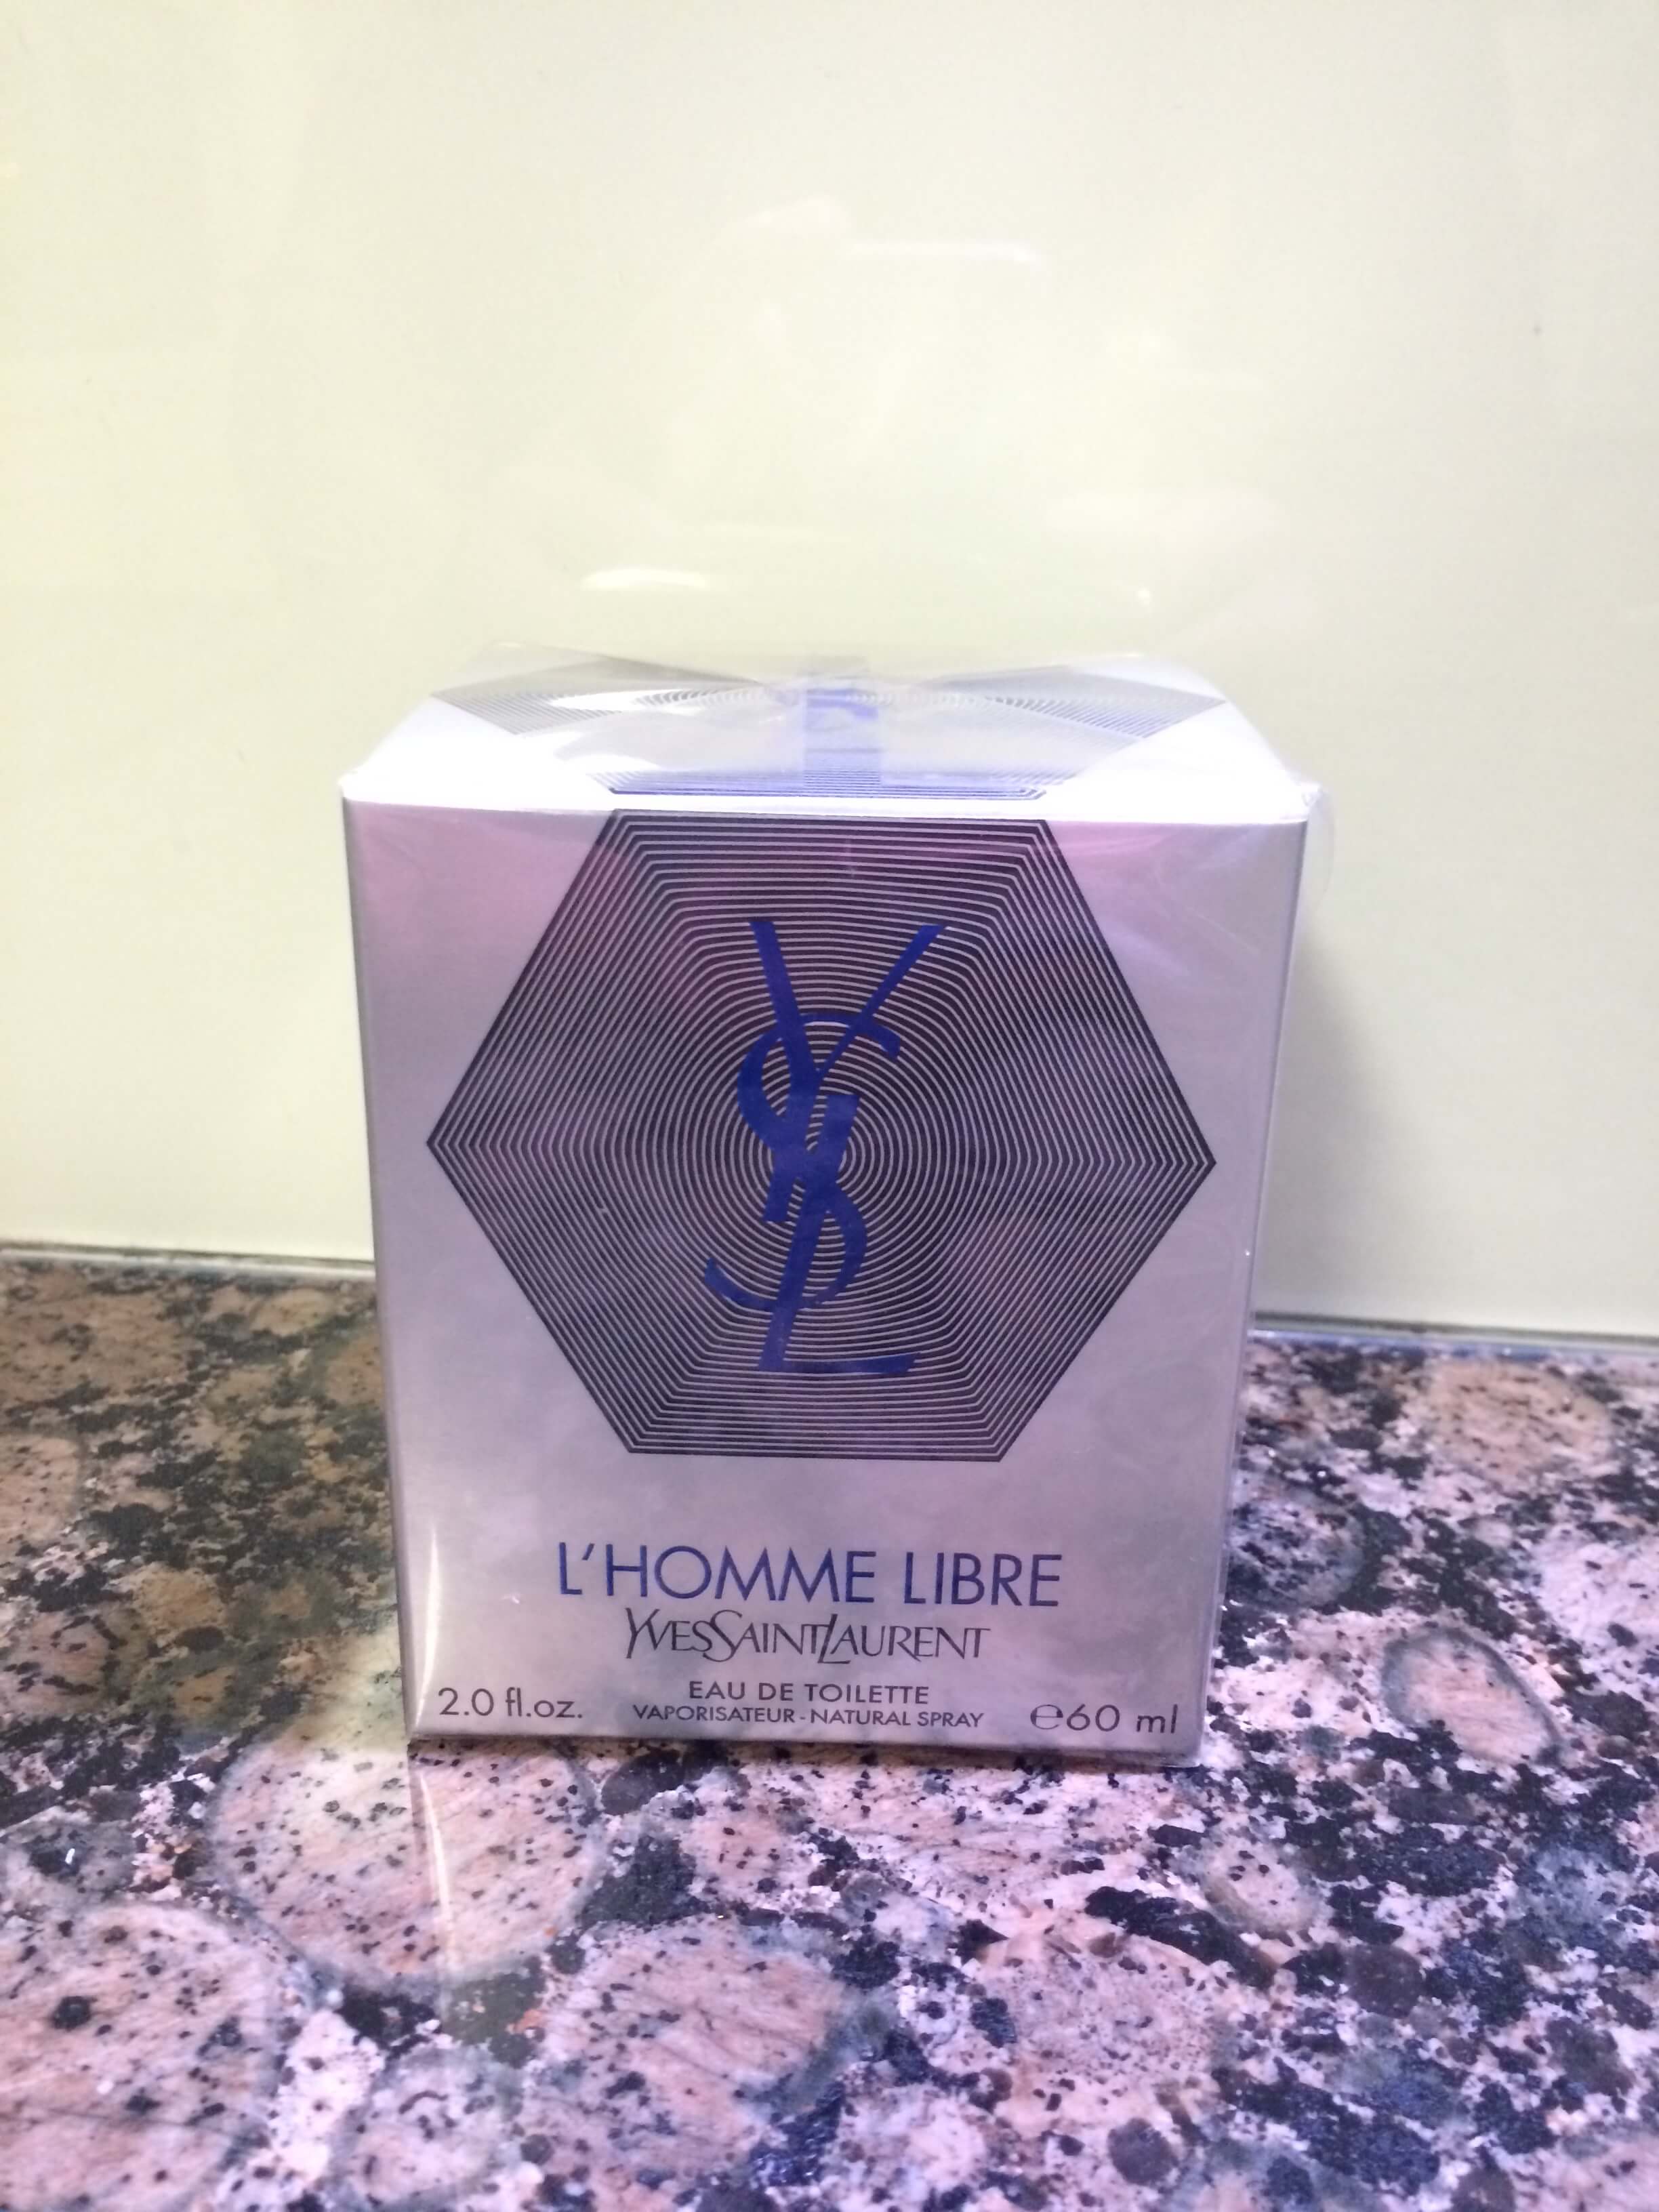 YSL
L'HOMME LIBRE
YVESSAINTLAURENT
EAU DE TOILETTE
2.0 fl.oz. VAPORISATEUR - NATURAL SPRAY ℮60 ml